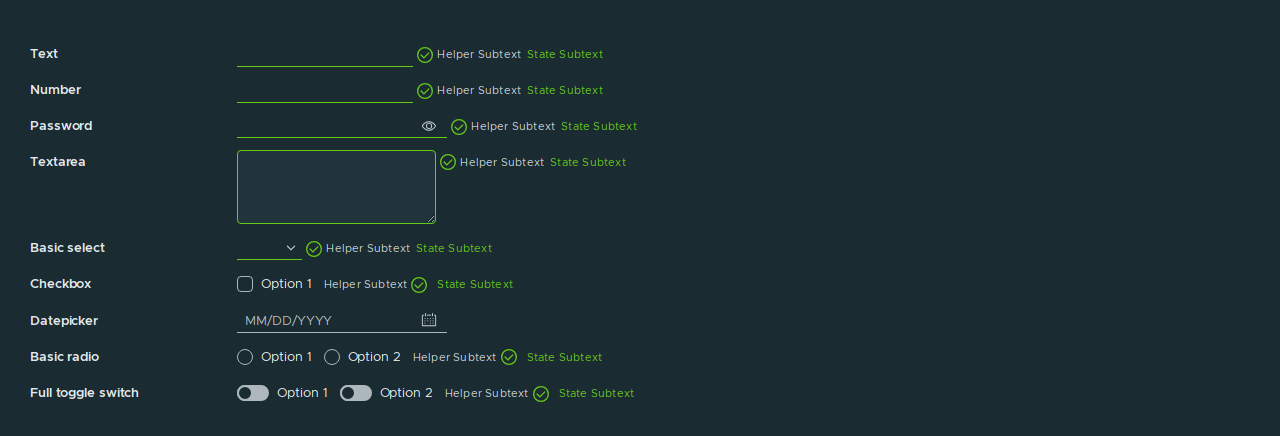 Text Helper Subtext State Subtext
Number Helper Subtext State Subtext
Password Helper Subtext State Subtext
Textarea Helper Subtext State Subtext
Basic select Helper Subtext State Subtext
Checkbox Option 1 Helper Subtext State Subtext
Datepicker MM/DD/YYYY
Basic radio Option 1 Option 2 Helper Subtext State Subtext
Full toggle switch Option 1 Option 2 Helper Subtext State Subtext